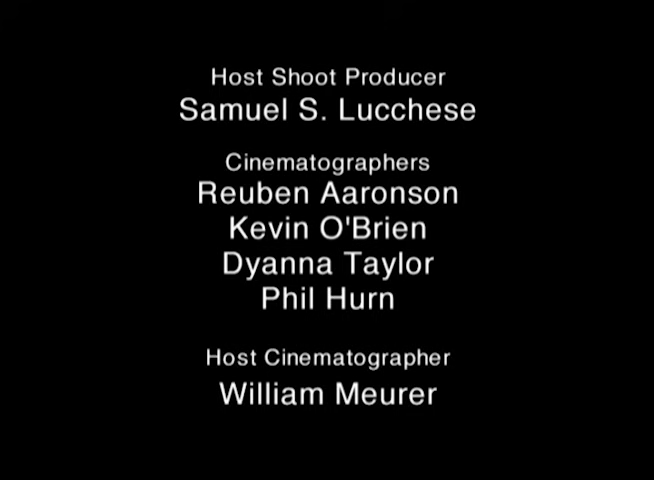 Host Shoot Producer
Samuel S. Lucchese
Cinematographers
Reuben Aaronson
Kevin O'Brien
Dyanna Taylor
Phil Hurn
Host Cinematographer
William Meurer